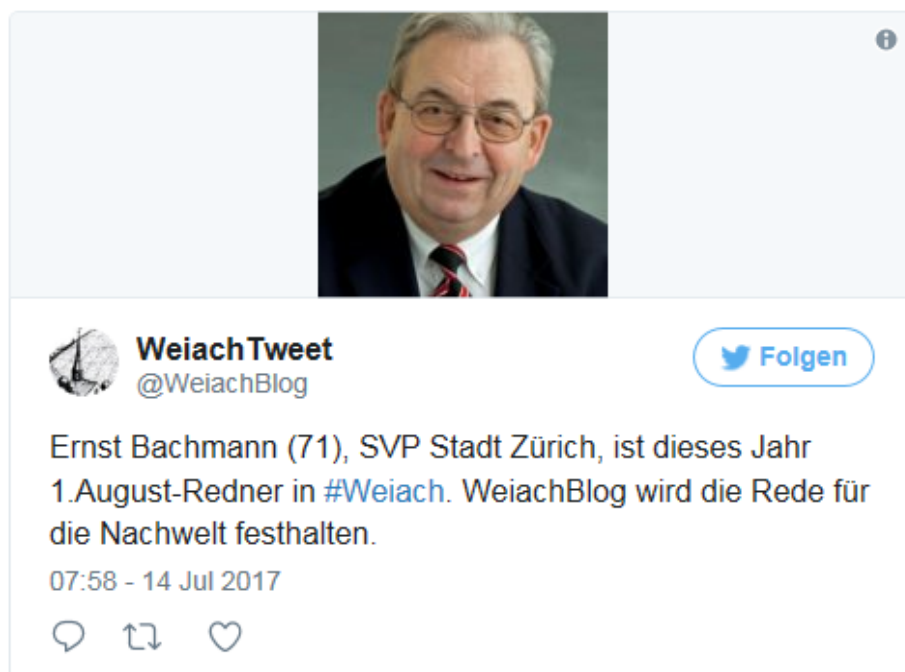 WeiachTweet
@WeiachBlog
Folgen
Ernst Bachmann (71), SVP Stadt Zürich, ist dieses Jahr
1.August-Redner in #Weiach. WeiachBlog wird die Rede für
die Nachwelt festhalten.
07:58 - 14 Jul 2017